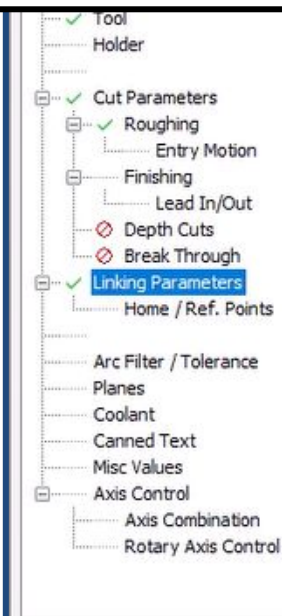 Tool
Holder
Cut Parameters
Roughing
Entry Motion
Finishing
Lead In/Out
Depth Cuts
Break Through
Linking Parameters
Home / Ref. Points
Arc Filter / Tolerance
Planes
Coolant
Canned Text
Misc Values
Axis Control
Axis Combination
Rotary Axis Control